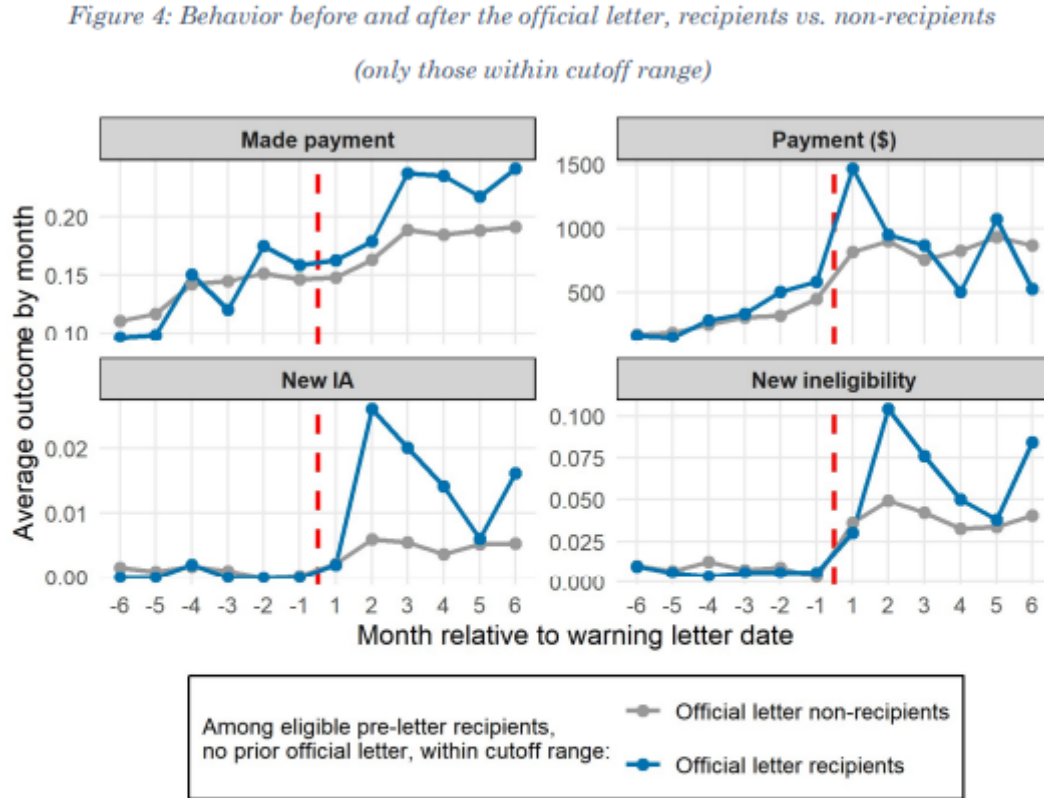 Figure 4: Behavior before and after the official letter, recipients vs. non-recipients
(only those within cutoff range)
Made payment
Payment ($)
0.20
0.15
0.10
1500
1000
500
New IA
New ineligibility
0.02
0.01
0.00
0.100
0.075
0.050
0.025
0.000
-6 -5 -4 -3 -2 -1 1 2 3 4 5 6
-6 -5 -4 -3 -2 -1 1 2 3 4 5 6
Average outcome by month
Month relative to warning letter date
Among eligible pre-letter recipients,
no prior official letter, within cutoff range:
Official letter non-recipients
Official letter recipients